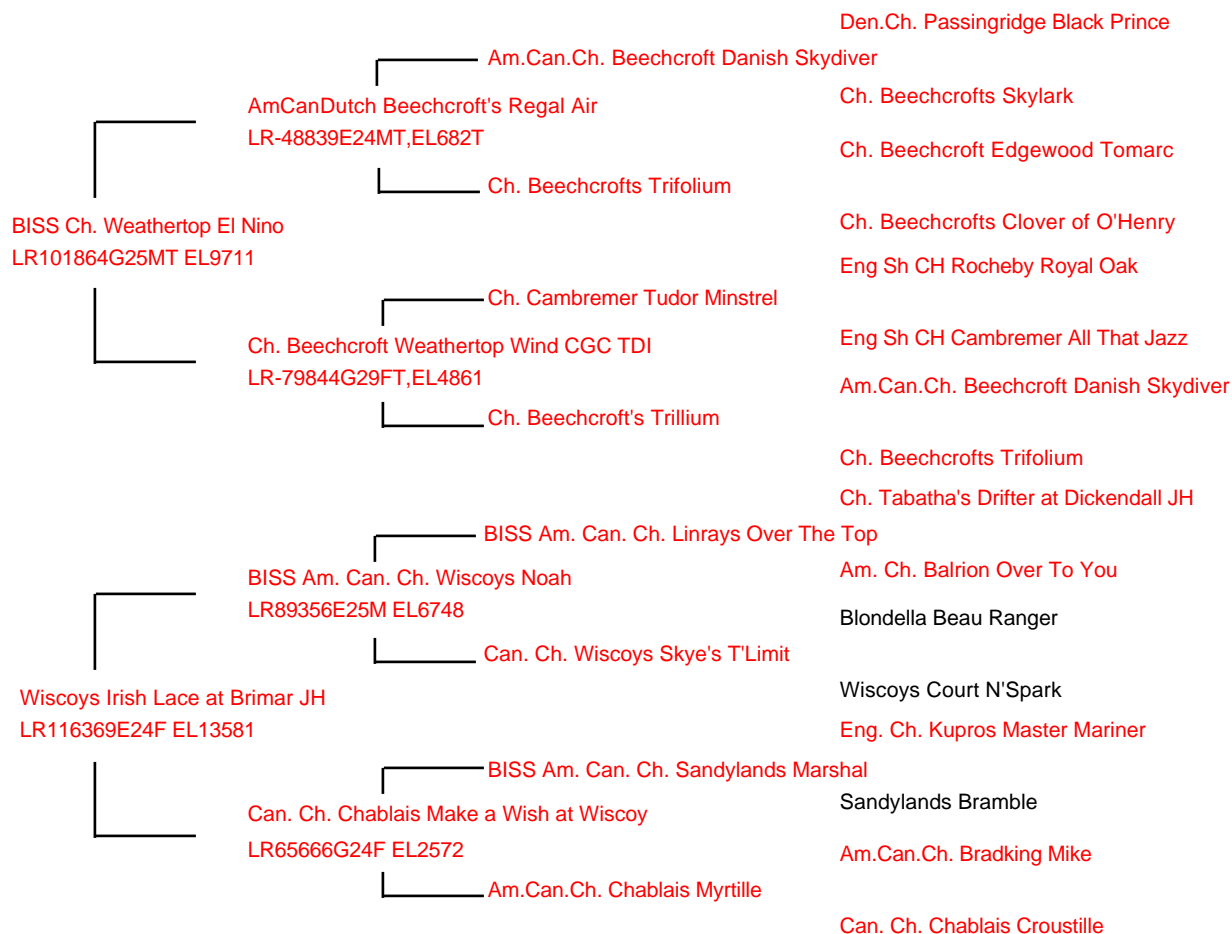 Den.Ch. Passingridge Black Prince
Am.Can.Ch. Beechcroft Danish Skydiver
Ch. Beechcrofts Skylark
AmCanDutch Beechcroft's Regal Air
LR-48839E24MT,EL682T
Ch. Beechcroft Edgewood Tomarc
Ch. Beechcrofts Trifolium
Ch. Beechcrofts Clover of O'Henry
BISS Ch. Weathertop El Nino
LR101864G25MT EL9711
Eng Sh CH Rocheby Royal Oak
Ch. Cambremer Tudor Minstrel
Eng Sh CH Cambremer All That Jazz
Ch. Beechcroft Weathertop Wind CGC TDI
LR-79844G29FT,EL4861
Am.Can.Ch. Beechcroft Danish Skydiver
Ch. Beechcroft's Trillium
Ch. Beechcrofts Trifolium
Ch. Tabatha's Drifter at Dickendall JH
BISS Am. Can. Ch. Linrays Over The Top
Am. Ch. Balrion Over To You
BISS Am. Can. Ch. Wiscoys Noah
LR89356E25M EL6748
Blondella Beau Ranger
Can. Ch. Wiscoys Skye's T'Limit
Wiscoys Court N'Spark
Wiscoys Irish Lace at Brimar JH
LR116369E24F EL13581
Eng. Ch. Kupros Master Mariner
BISS Am. Can. Ch. Sandylands Marshal
Sandylands Bramble
Can. Ch. Chablais Make a Wish at Wiscoy
LR65666G24F EL2572
Am.Can.Ch. Bradking Mike
Am.Can.Ch. Chablais Myrtille
Can. Ch. Chablais Croustille